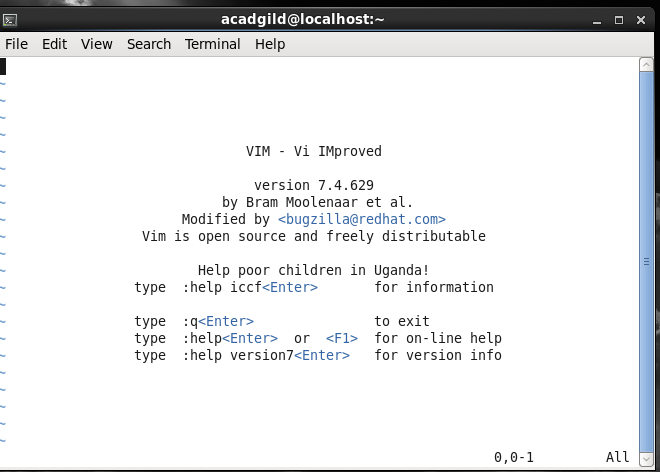 acadgild@localhost:~
File Edit View Search Terminal Help
~
~
~
~
VIM - Vi IMproved
~
~
version 7.4.629
~
by Bram Moolenaar et al.
~
Modified by <bugzilla@redhat.com>
~
Vim is open source and freely distributable
~
~
Help poor children in Uganda!
~
type :help iccf<Enter> for information
~
~
type :q<Enter> to exit
~
type :help<Enter> or <F1> for on-line help
~
type :help version7<Enter> for version info
~
~
~
~
~
0,0-1 All